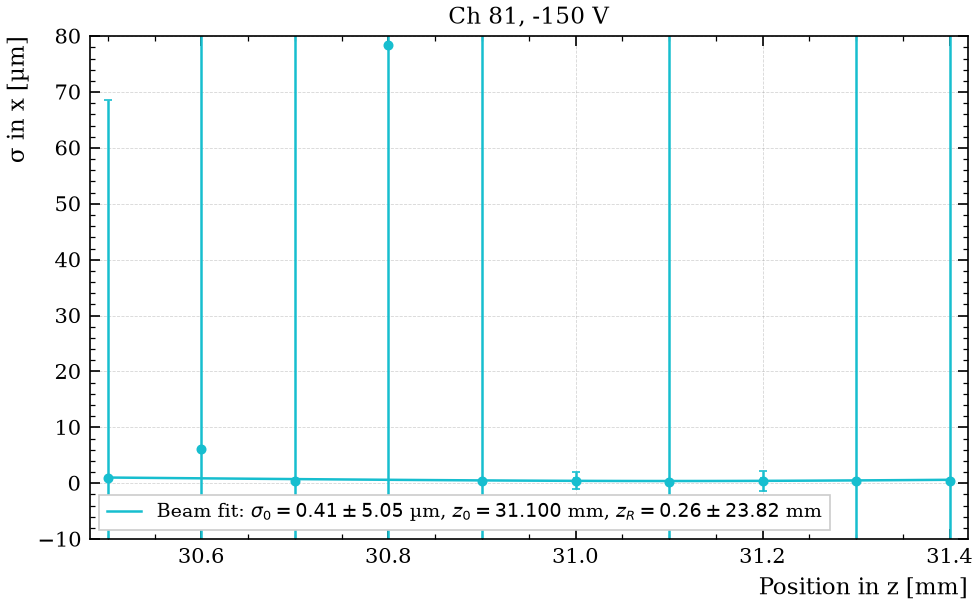 Ch 81, -150 V
σ in x [μm]
80
70
60
50
40
30
20
10
0
−10
Beam fit: σ₀ = 0.41 ± 5.05 μm, z₀ = 31.100 mm, z_R = 0.26 ± 23.82 mm
30.6 30.8 31.0 31.2 31.4
Position in z [mm]